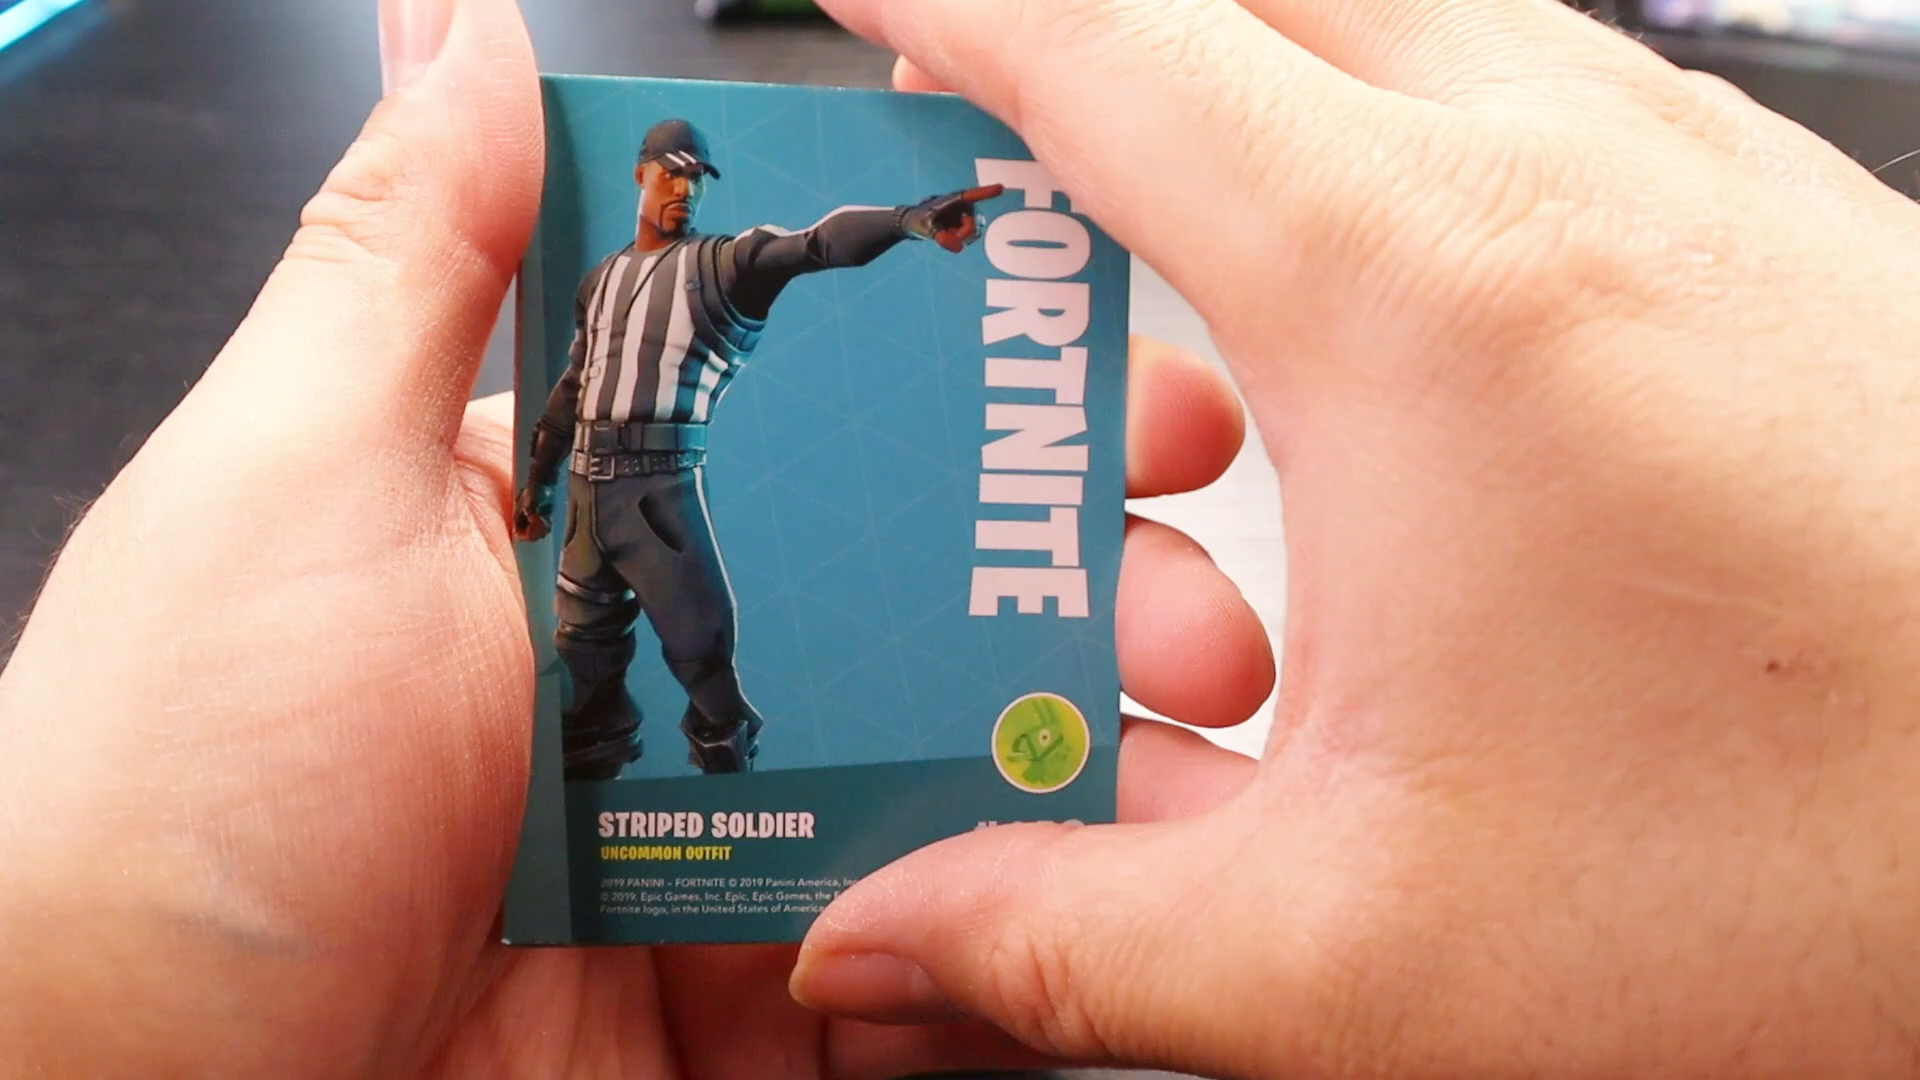 FORTNITE
STRIPED SOLDIER
UNCOMMON OUTFIT
2019 PANINI - FORTNITE © 2019 Panini America, Inc
© 2019, Epic Games, Inc. Epic, Epic Games, the
Fortnite logo, in the United States of America